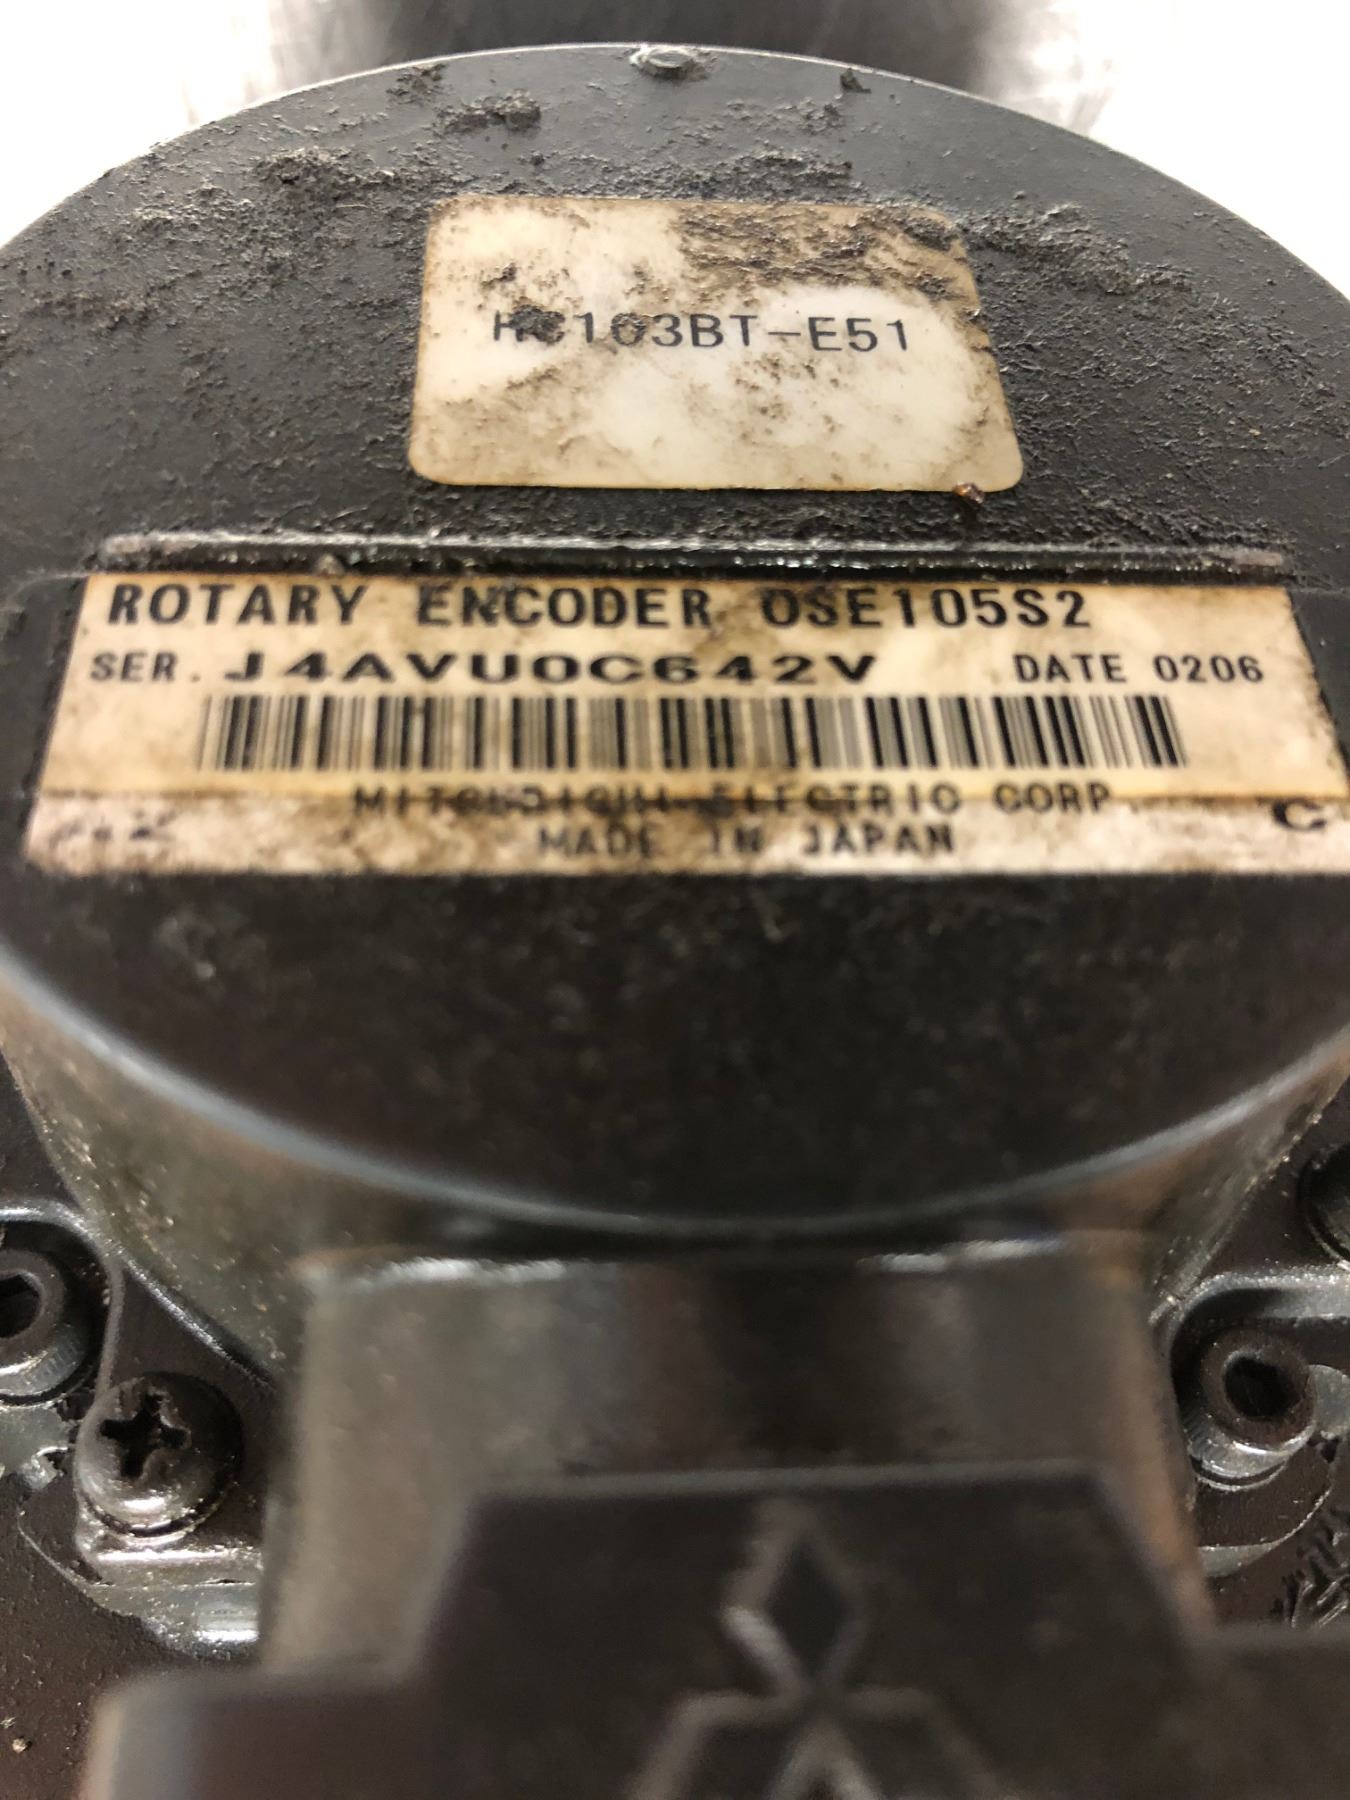 HC103BT-E51
ROTARY ENCODER OSE105S2
SER. J4AVU0C642V DATE 0206
MITSUBISHI ELECTRIC CORP.
MADE IN JAPAN C